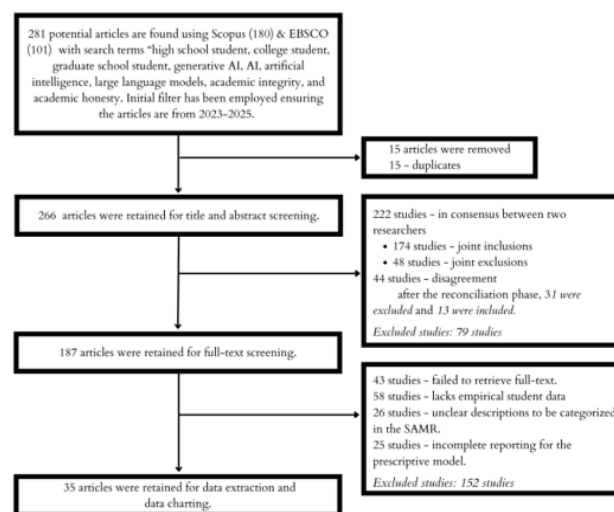 281 potential articles are found using Scopus (180) & EBSCO
(101) with search terms “high school student, college student,
graduate school student, generative AI, AI, artificial
intelligence, large language models, academic integrity, and
academic honesty. Initial filter has been employed ensuring
the articles are from 2023-2025.
15 articles were removed
15 - duplicates
266 articles were retained for title and abstract screening.
222 studies - in consensus between two
researchers
• 174 studies - joint inclusions
• 48 studies - joint exclusions
44 studies - disagreement
after the reconciliation phase, 31 were
excluded and 13 were included.
Excluded studies: 79 studies
187 articles were retained for full-text screening.
43 studies - failed to retrieve full-text.
58 studies - lacks empirical student data
26 studies - unclear descriptions to be categorized
in the SAMR.
25 studies - incomplete reporting for the
prescriptive model.
Excluded studies: 152 studies
35 articles were retained for data extraction and
data charting.